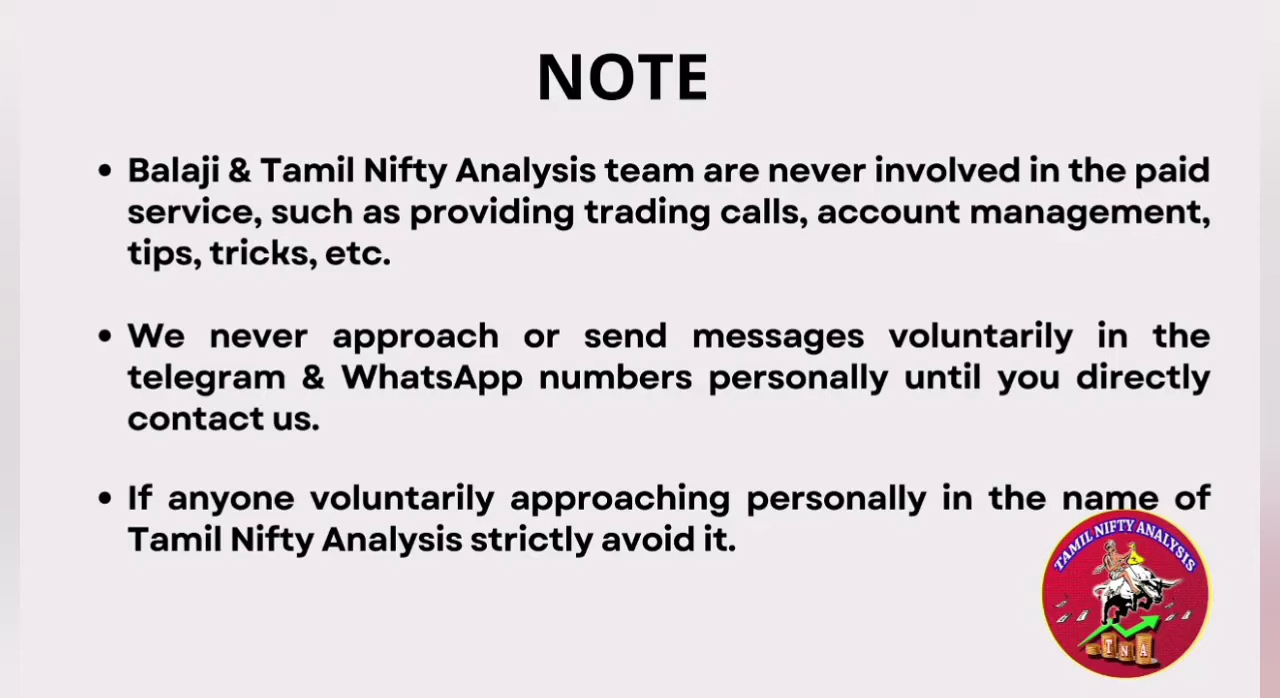 NOTE
• Balaji & Tamil Nifty Analysis team are never involved in the paid
service, such as providing trading calls, account management,
tips, tricks, etc.
• We never approach or send messages voluntarily in the
telegram & WhatsApp numbers personally until you directly
contact us.
• If anyone voluntarily approaching personally in the name of
Tamil Nifty Analysis strictly avoid it.
TAMIL NIFTY ANALYSIS
T N A